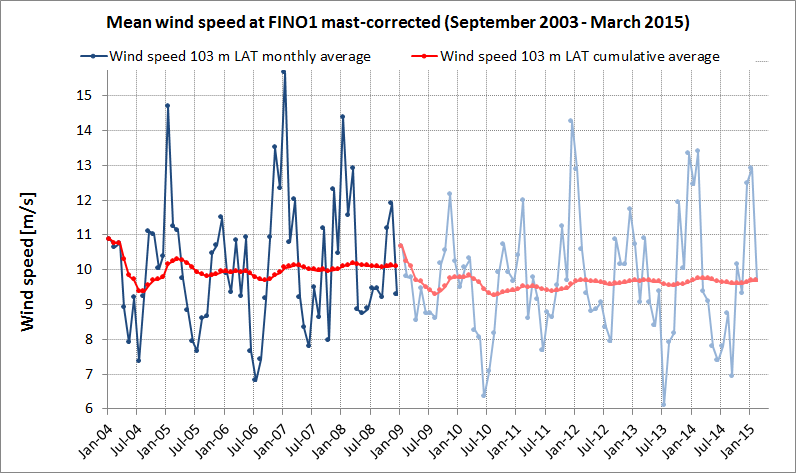 Mean wind speed at FINO1 mast-corrected (September 2003 - March 2015)
Wind speed 103 m LAT monthly average
Wind speed 103 m LAT cumulative average
Wind speed [m/s]
15
14
13
12
11
10
9
8
7
6
Jan-04
Jul-04
Jan-05
Jul-05
Jan-06
Jul-06
Jan-07
Jul-07
Jan-08
Jul-08
Jan-09
Jul-09
Jan-10
Jul-10
Jan-11
Jul-11
Jan-12
Jul-12
Jan-13
Jul-13
Jan-14
Jul-14
Jan-15